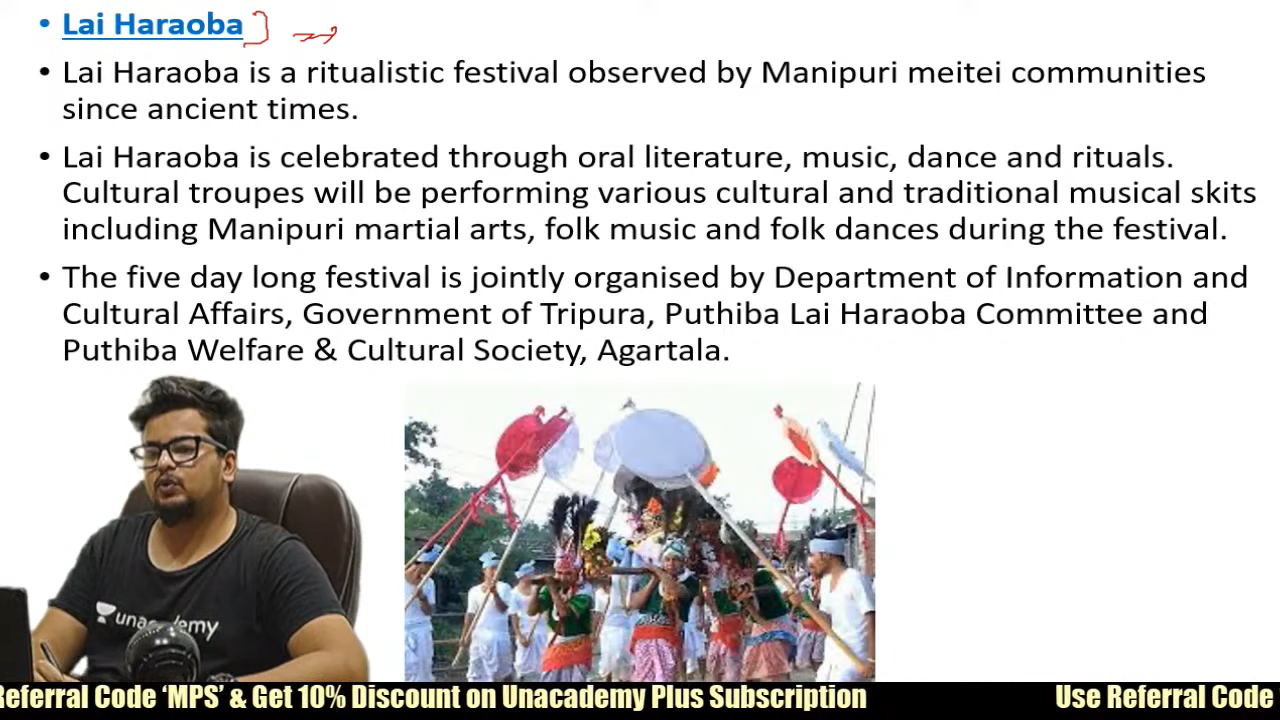 Lai Haraoba
Lai Haraoba is a ritualistic festival observed by Manipuri meitei communities
since ancient times.
Lai Haraoba is celebrated through oral literature, music, dance and rituals.
Cultural troupes will be performing various cultural and traditional musical skits
including Manipuri martial arts, folk music and folk dances during the festival.
The five day long festival is jointly organised by Department of Information and
Cultural Affairs, Government of Tripura, Puthiba Lai Haraoba Committee and
Puthiba Welfare & Cultural Society, Agartala.
unacademy
Referral Code ‘MPS’ & Get 10% Discount on Unacademy Plus Subscription
Use Referral Code